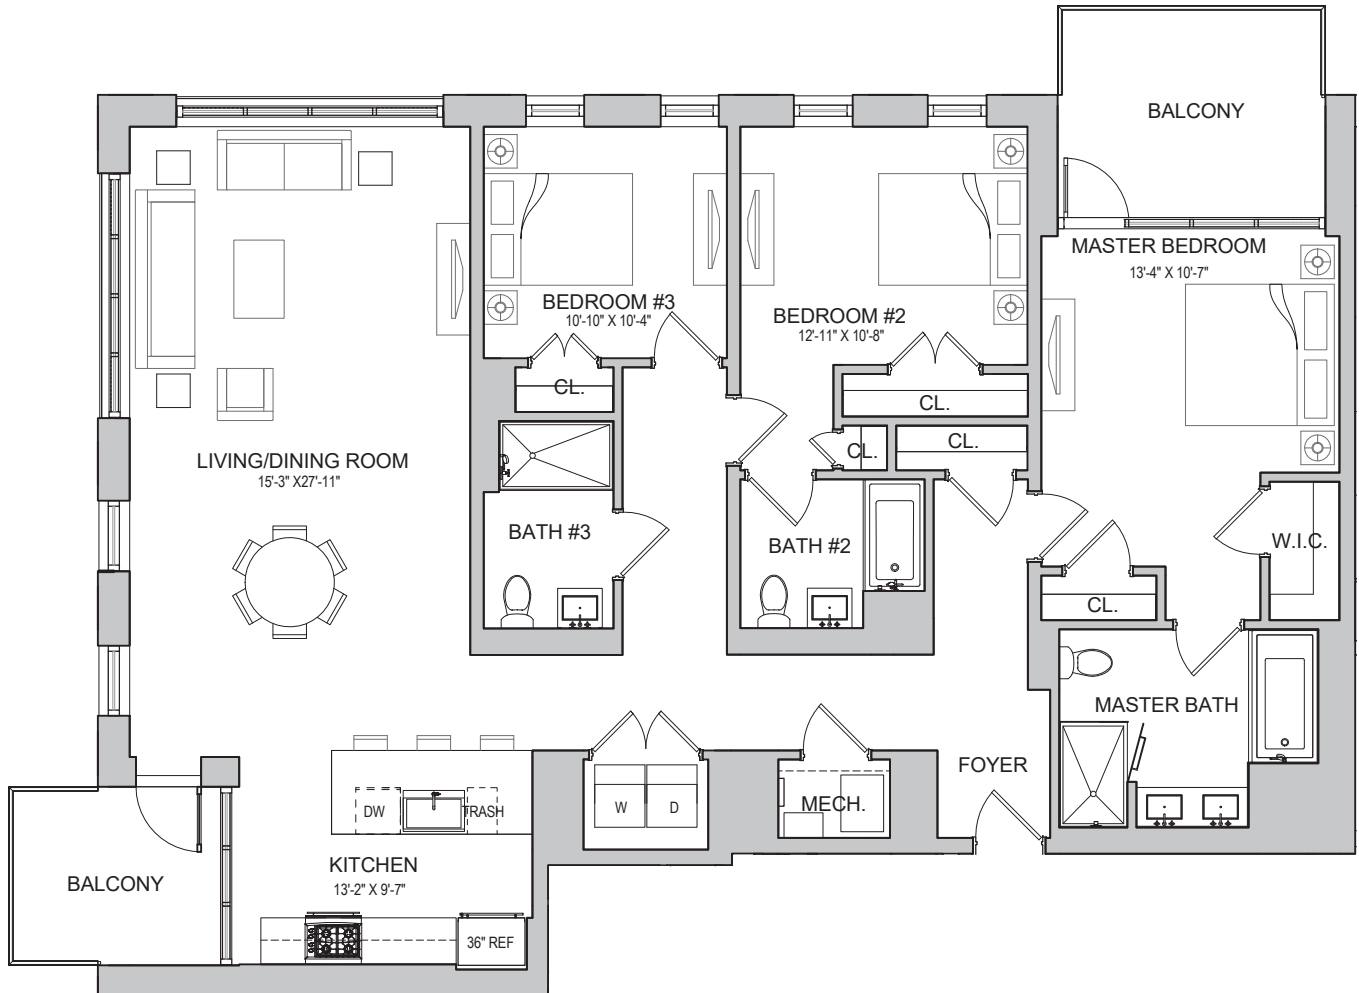 BALCONY
MASTER BEDROOM
13'-4" X 10'-7"
BEDROOM #3
10'-10" X 10'-4"
BEDROOM #2
12'-11" X 10'-8"
CL.
CL.
CL.
CL.
LIVING/DINING ROOM
15'-3" X27'-11"
BATH #3
BATH #2
W.I.C.
CL.
MASTER BATH
FOYER
W
D
MECH.
DW
TRASH
KITCHEN
13'-2" X 9'-7"
BALCONY
36" REF